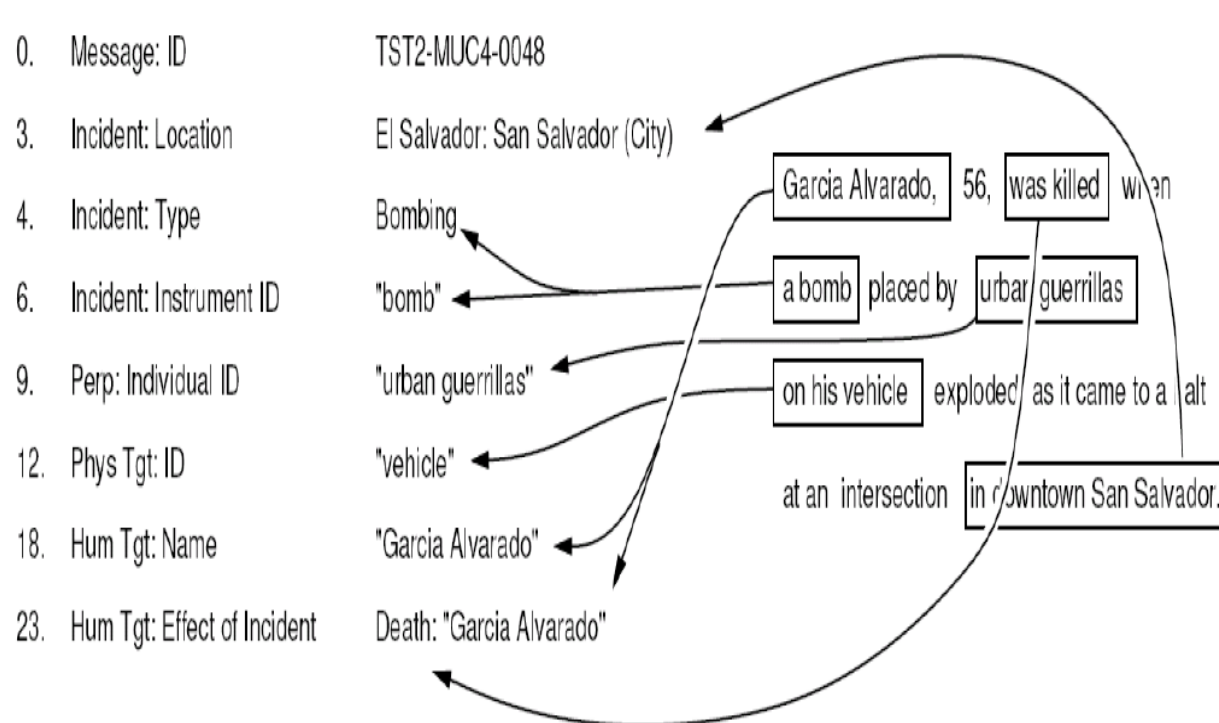 0. Message: ID TST2-MUC4-0048
3. Incident: Location El Salvador: San Salvador (City)
4. Incident: Type Bombing
6. Incident: Instrument ID "bomb"
9. Perp: Individual ID "urban guerrillas"
12. Phys Tgt: ID "vehicle"
18. Hum Tgt: Name "Garcia Alvarado"
23. Hum Tgt: Effect of Incident Death: "Garcia Alvarado"
Garcia Alvarado, 56, was killed when
a bomb placed by urban guerrillas
on his vehicle exploded as it came to a halt
at an intersection in downtown San Salvador.